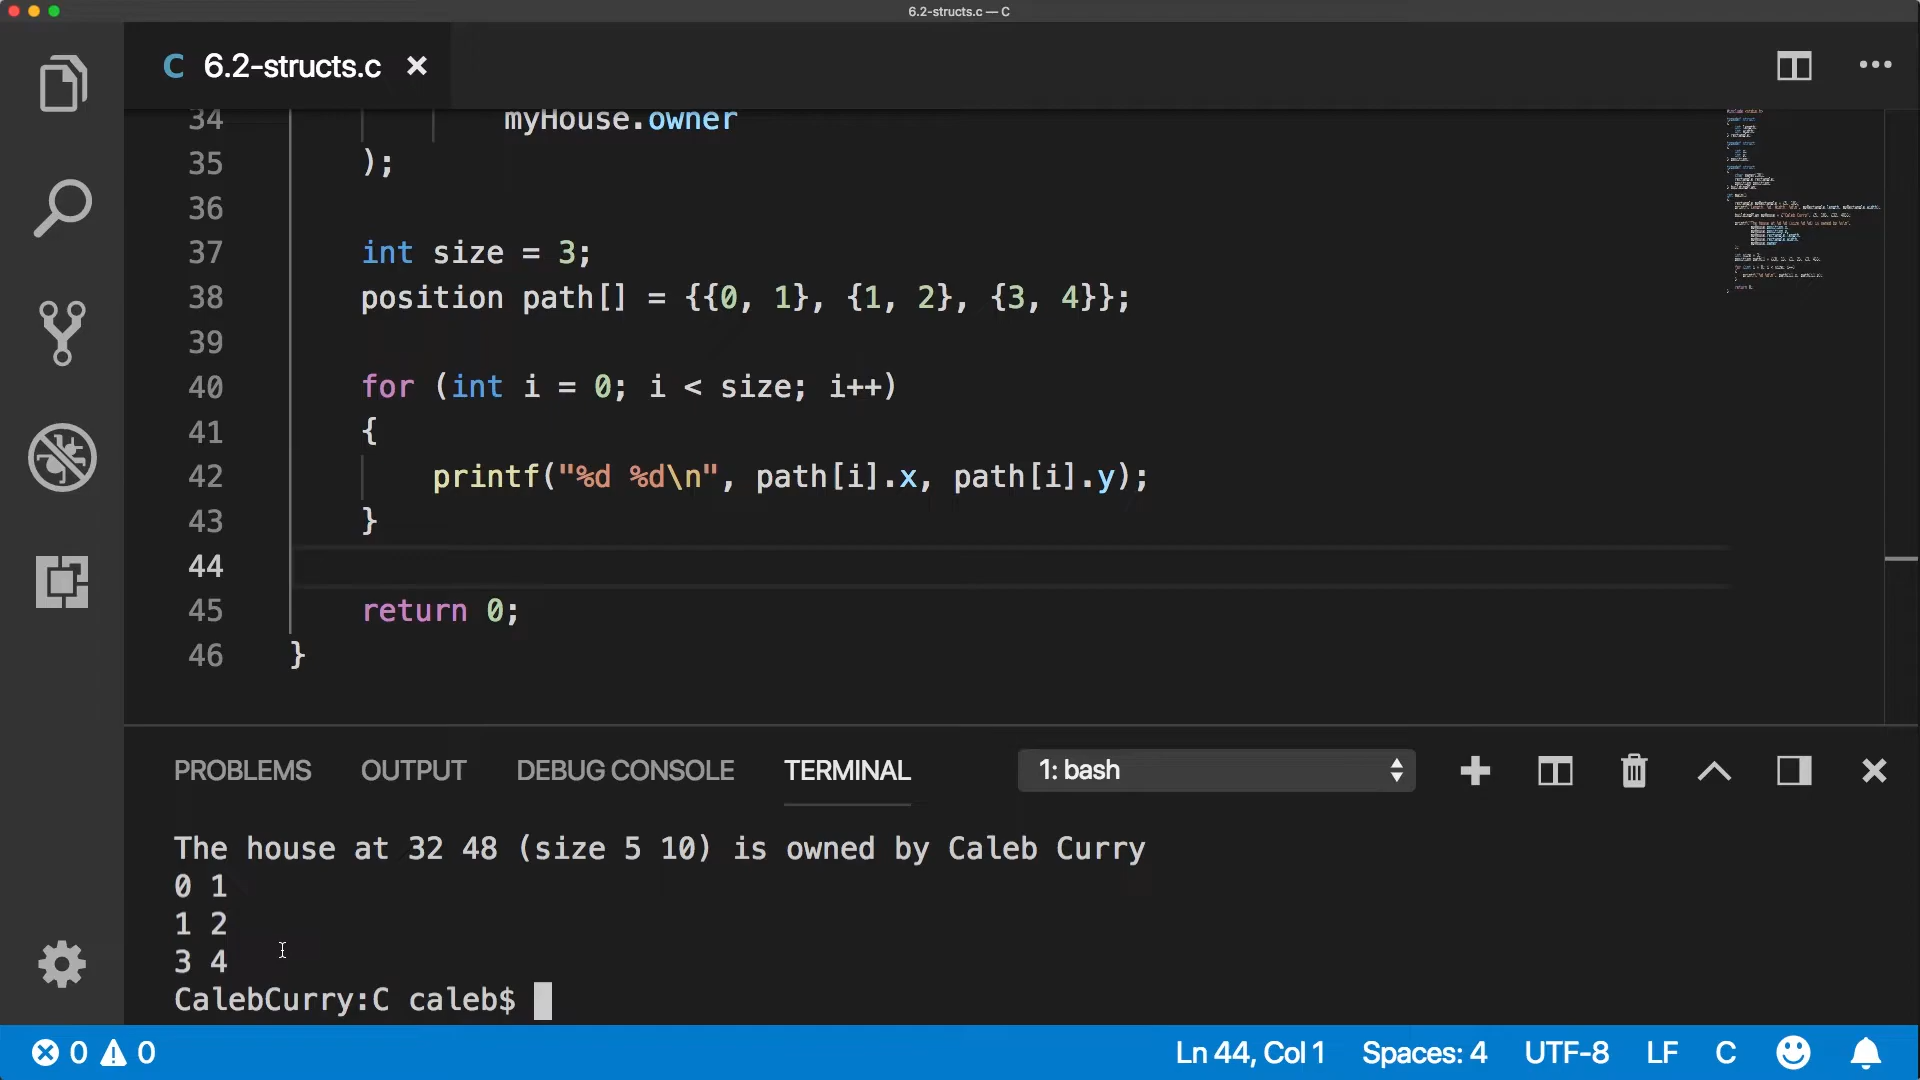 6.2-structs.c — C
C 6.2-structs.c
34 myHouse.owner
35 );
36
37 int size = 3;
38 position path[] = {{0, 1}, {1, 2}, {3, 4}};
39
40 for (int i = 0; i < size; i++)
41 {
42 printf("%d %d\n", path[i].x, path[i].y);
43 }
44
45 return 0;
46 }
PROBLEMS OUTPUT DEBUG CONSOLE TERMINAL 1: bash
The house at 32 48 (size 5 10) is owned by Caleb Curry
0 1
1 2
3 4
CalebCurry:C caleb$
0 0 Ln 44, Col 1 Spaces: 4 UTF-8 LF C